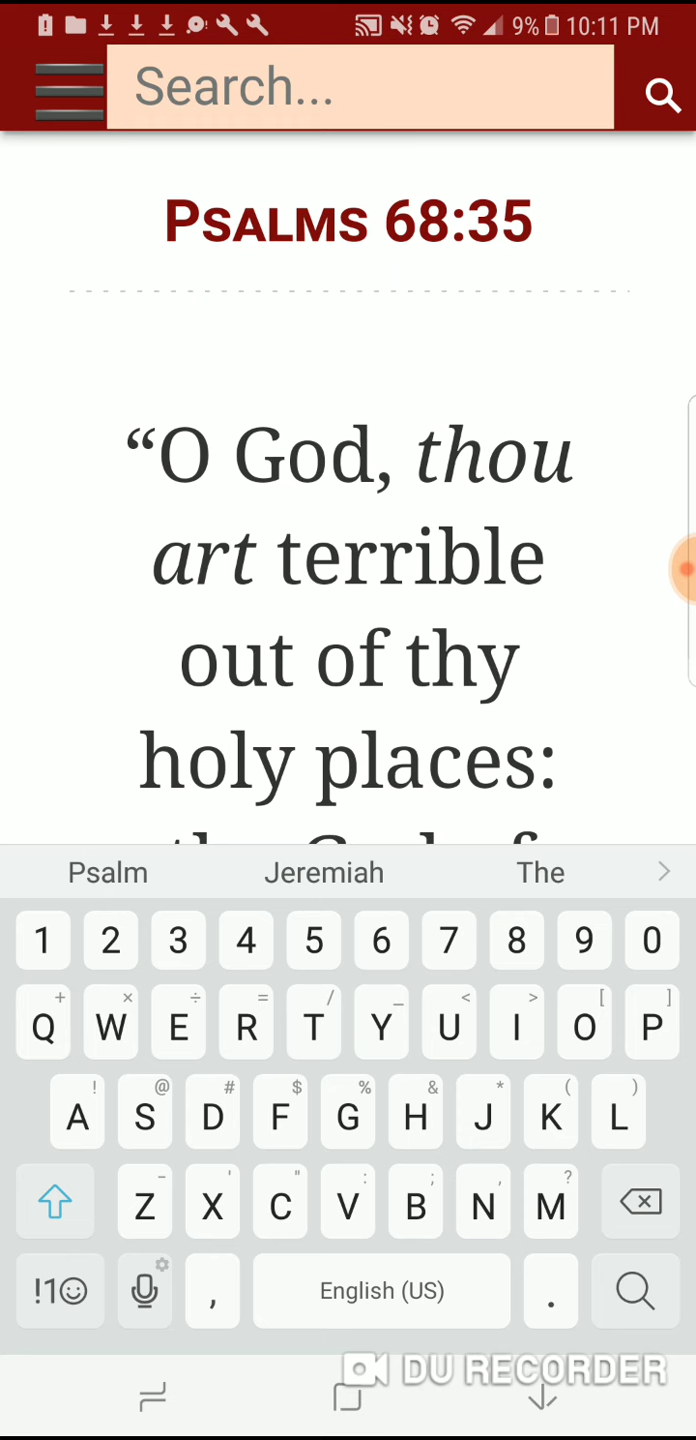 9% 10:11 PM
Search...
PSALMS 68:35
“O God, thou
art terrible
out of thy
holy places:
Psalm Jeremiah The >
1 2 3 4 5 6 7 8 9 0
+ × ÷ = / _ < > [ ]
Q W E R T Y U I O P
! @ # $ % & * ( )
A S D F G H J K L
- ' " : ; , ?
Z X C V B N M
!1☺ , English (US) .
DU RECORDER